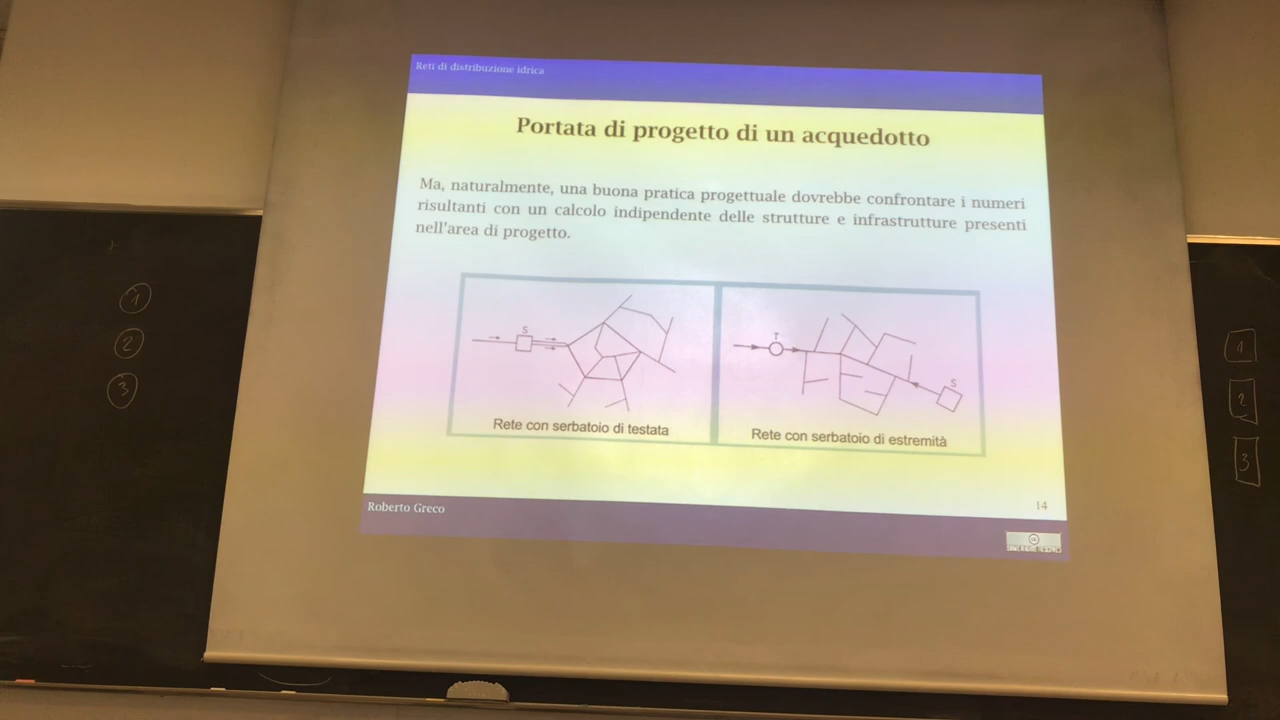 Reti di distribuzione idrica
Portata di progetto di un acquedotto
Ma, naturalmente, una buona pratica progettuale dovrebbe confrontare i numeri
risultanti con un calcolo indipendente delle strutture e infrastrutture presenti
nell'area di progetto.
S
T
S
Rete con serbatoio di testata
Rete con serbatoio di estremità
Roberto Greco
14
cc
1
2
3
1
2
3